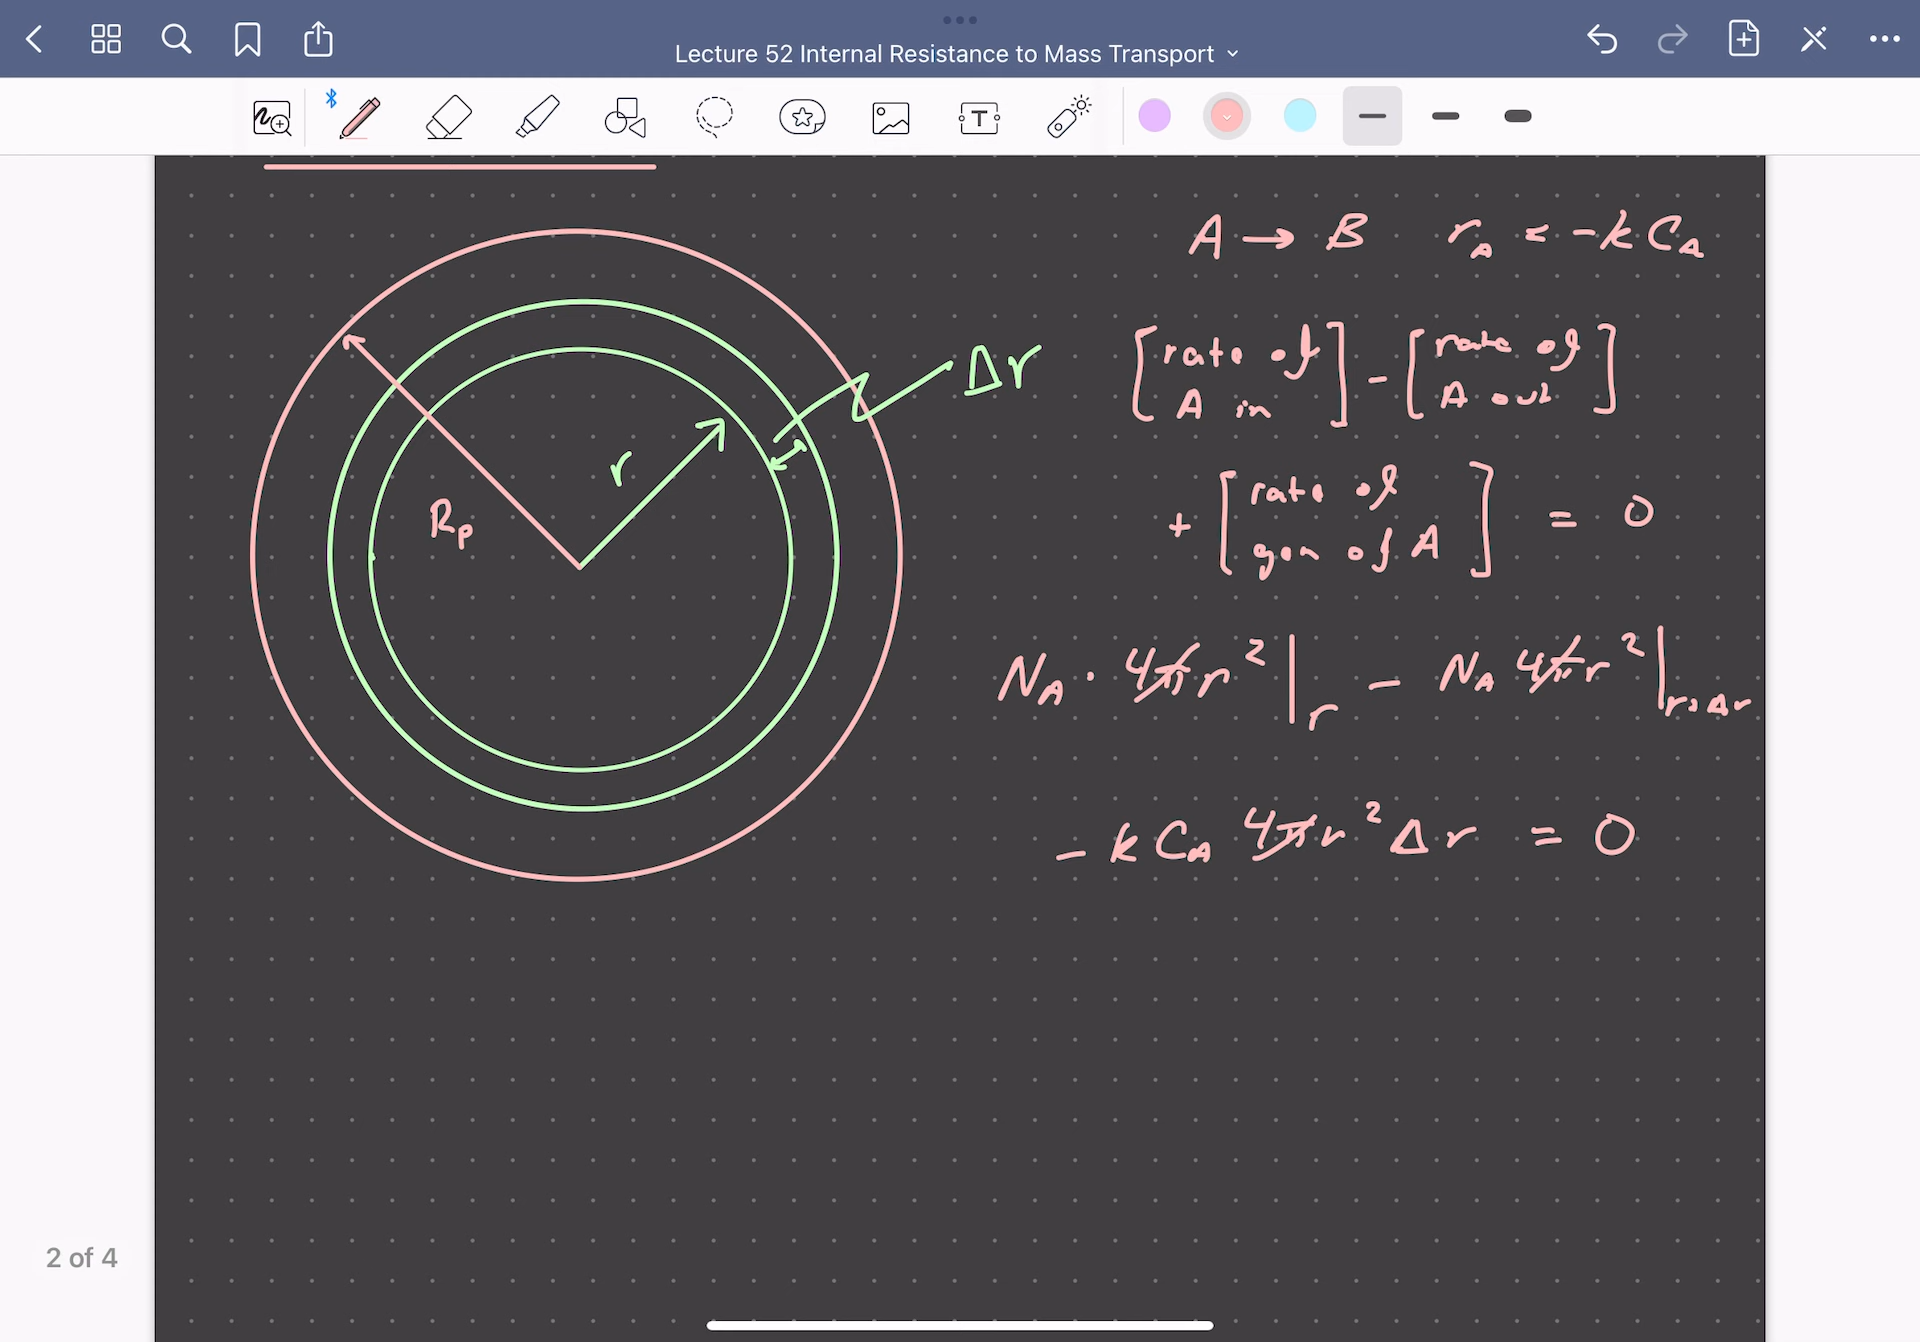 Lecture 52 Internal Resistance to Mass Transport
T
A → B r_A = -k C_A
[rate of A in] - [rate of A out]
+ [rate of gen of A] = 0
Δr
r
R_p
N_A · 4πr²|_r - N_A 4πr²|_r+Δr
- k C_A 4πr² Δr = 0
2 of 4